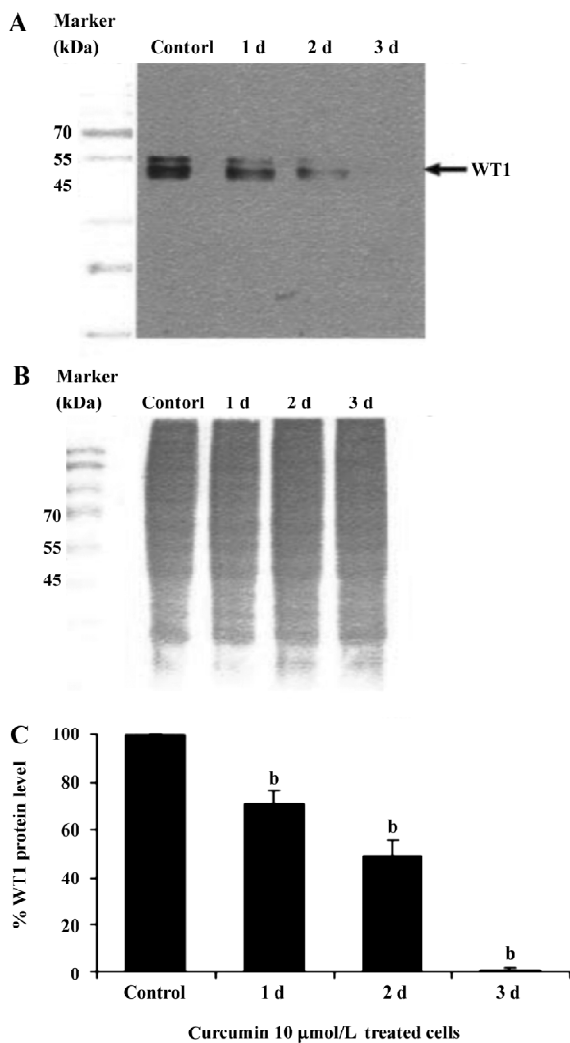 A
Marker
(kDa)
Contorl 1 d 2 d 3 d
70
55
45
WT1
B
Marker
(kDa)
Contorl 1 d 2 d 3 d
70
55
45
C
% WT1 protein level
100
80
60
40
20
0
b
b
b
Control 1 d 2 d 3 d
Curcumin 10 μmol/L treated cells